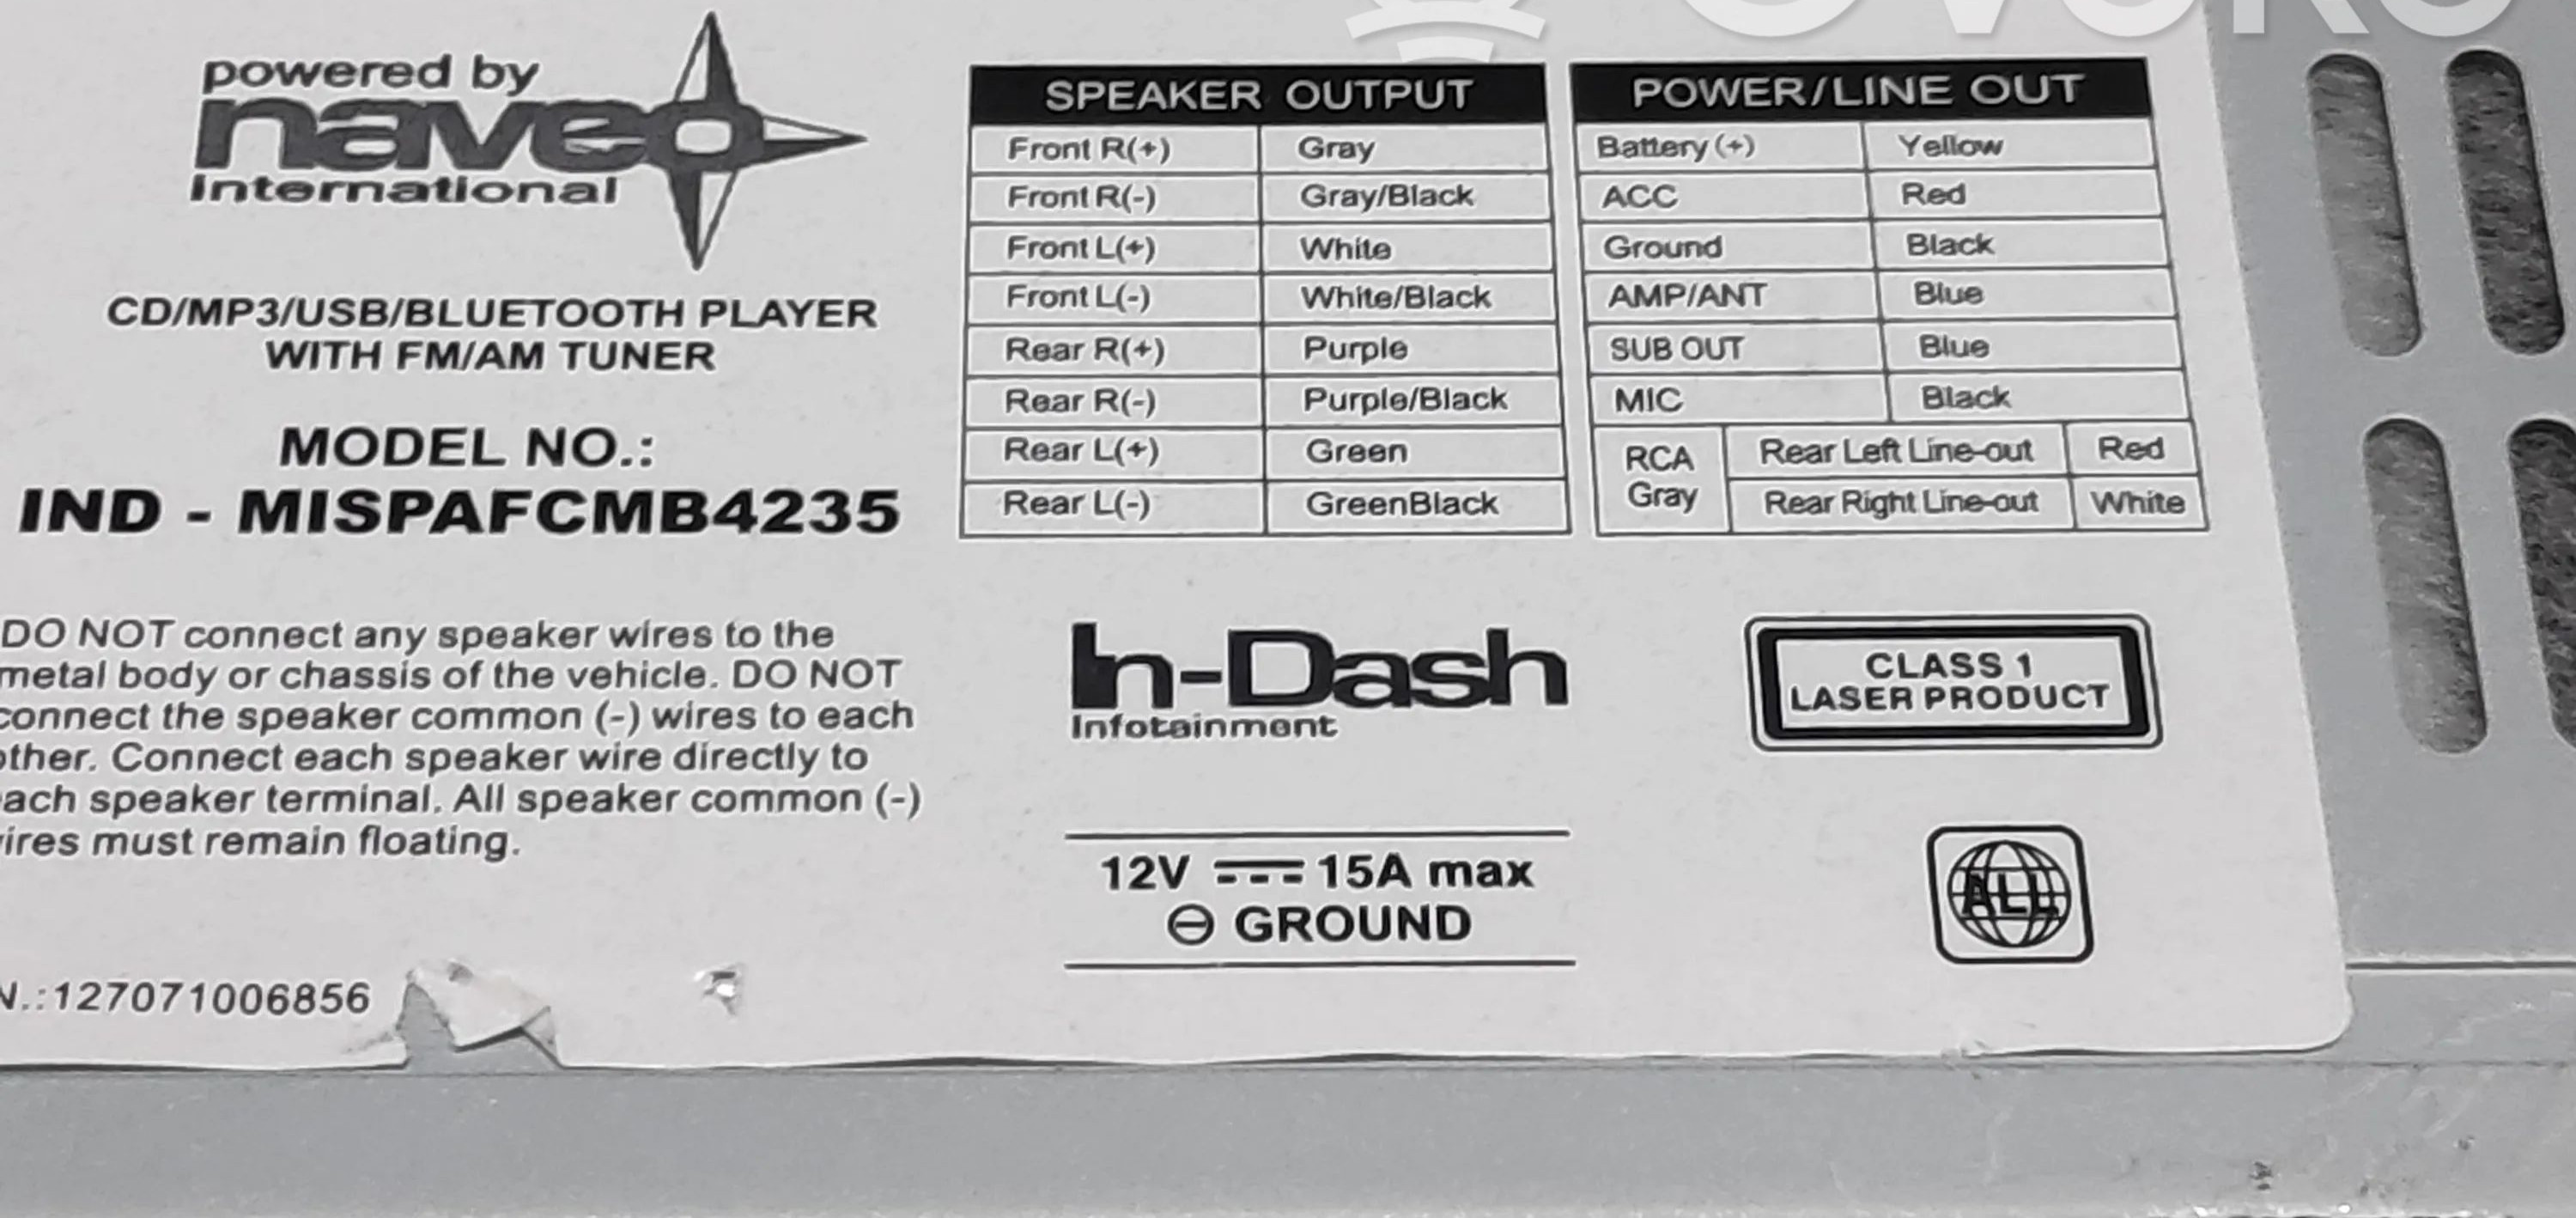 powered by
naveo
International
CD/MP3/USB/BLUETOOTH PLAYER
WITH FM/AM TUNER
MODEL NO.:
IND - MISPAFCMB4235
DO NOT connect any speaker wires to the
metal body or chassis of the vehicle. DO NOT
connect the speaker common (-) wires to each
other. Connect each speaker wire directly to
each speaker terminal. All speaker common (-)
wires must remain floating.
N.:127071006856
SPEAKER OUTPUT
Front R(+) Gray
Front R(-) Gray/Black
Front L(+) White
Front L(-) White/Black
Rear R(+) Purple
Rear R(-) Purple/Black
Rear L(+) Green
Rear L(-) GreenBlack
POWER/LINE OUT
Battery (+) Yellow
ACC Red
Ground Black
AMP/ANT Blue
SUB OUT Blue
MIC Black
RCA Gray
Rear Left Line-out Red
Rear Right Line-out White
In-Dash
Infotainment
12V 15A max
GROUND
CLASS 1
LASER PRODUCT
ALL